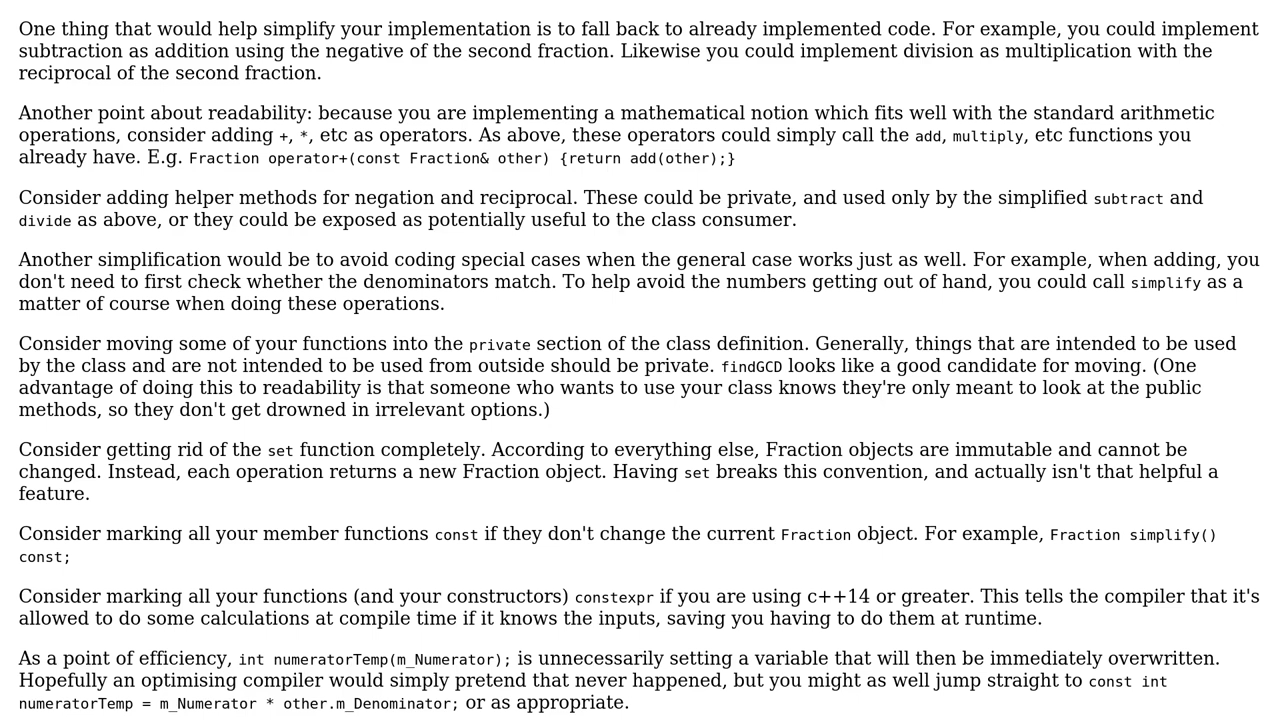 One thing that would help simplify your implementation is to fall back to already implemented code. For example, you could implement
subtraction as addition using the negative of the second fraction. Likewise you could implement division as multiplication with the
reciprocal of the second fraction.
Another point about readability: because you are implementing a mathematical notion which fits well with the standard arithmetic
operations, consider adding +, *, etc as operators. As above, these operators could simply call the add, multiply, etc functions you
already have. E.g. Fraction operator+(const Fraction& other) {return add(other);}
Consider adding helper methods for negation and reciprocal. These could be private, and used only by the simplified subtract and
divide as above, or they could be exposed as potentially useful to the class consumer.
Another simplification would be to avoid coding special cases when the general case works just as well. For example, when adding, you
don't need to first check whether the denominators match. To help avoid the numbers getting out of hand, you could call simplify as a
matter of course when doing these operations.
Consider moving some of your functions into the private section of the class definition. Generally, things that are intended to be used
by the class and are not intended to be used from outside should be private. findGCD looks like a good candidate for moving. (One
advantage of doing this to readability is that someone who wants to use your class knows they're only meant to look at the public
methods, so they don't get drowned in irrelevant options.)
Consider getting rid of the set function completely. According to everything else, Fraction objects are immutable and cannot be
changed. Instead, each operation returns a new Fraction object. Having set breaks this convention, and actually isn't that helpful a
feature.
Consider marking all your member functions const if they don't change the current Fraction object. For example, Fraction simplify()
const;
Consider marking all your functions (and your constructors) constexpr if you are using c++14 or greater. This tells the compiler that it's
allowed to do some calculations at compile time if it knows the inputs, saving you having to do them at runtime.
As a point of efficiency, int numeratorTemp(m_Numerator); is unnecessarily setting a variable that will then be immediately overwritten.
Hopefully an optimising compiler would simply pretend that never happened, but you might as well jump straight to const int
numeratorTemp = m_Numerator * other.m_Denominator; or as appropriate.